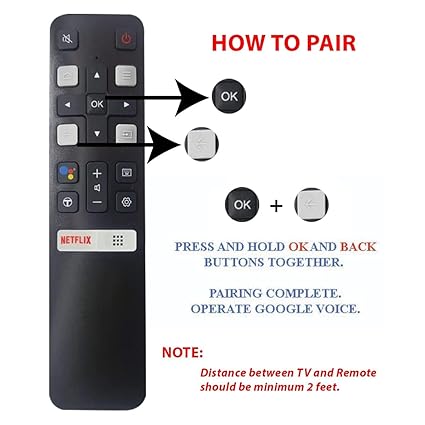 HOW TO PAIR
OK
OK
OK +
NETFLIX
PRESS AND HOLD OK AND BACK
BUTTONS TOGETHER.
PAIRING COMPLETE.
OPERATE GOOGLE VOICE.
NOTE:
Distance between TV and Remote
should be minimum 2 feet.